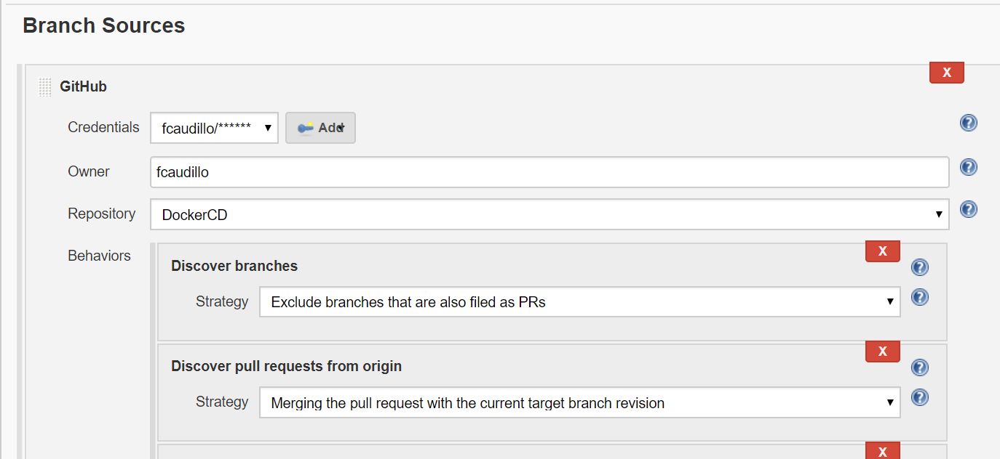 Branch Sources
X
GitHub
Credentials fcaudillo/****** Add
Owner fcaudillo
Repository DockerCD
Behaviors
X
Discover branches
Strategy Exclude branches that are also filed as PRs
X
Discover pull requests from origin
Strategy Merging the pull request with the current target branch revision
X